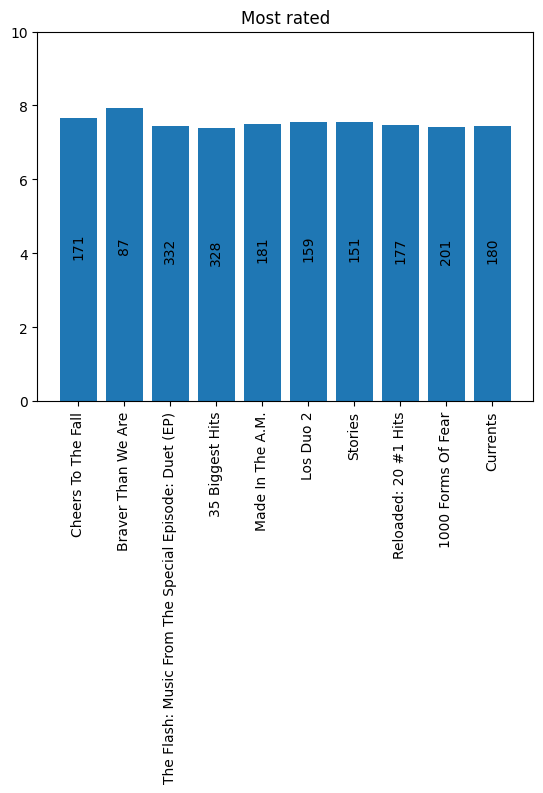 Most rated
10
8
6
4
2
0
171
87
332
328
181
159
151
177
201
180
Cheers To The Fall
Braver Than We Are
The Flash: Music From The Special Episode: Duet (EP)
35 Biggest Hits
Made In The A.M.
Los Duo 2
Stories
Reloaded: 20 #1 Hits
1000 Forms Of Fear
Currents